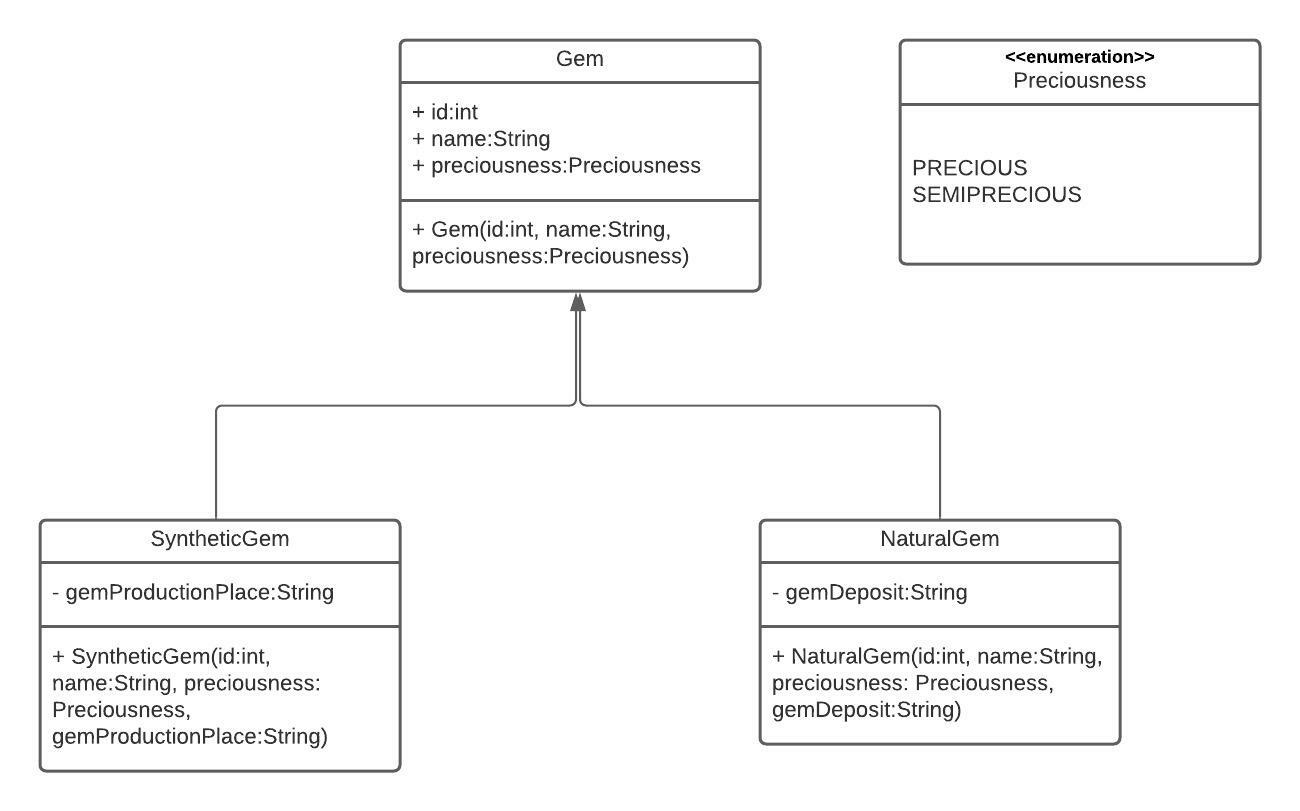 Gem
+ id:int
+ name:String
+ preciousness:Preciousness
+ Gem(id:int, name:String,
preciousness:Preciousness)
<<enumeration>>
Preciousness
PRECIOUS
SEMIPRECIOUS
SyntheticGem
- gemProductionPlace:String
+ SyntheticGem(id:int,
name:String, preciousness:
Preciousness,
gemProductionPlace:String)
NaturalGem
- gemDeposit:String
+ NaturalGem(id:int, name:String,
preciousness: Preciousness,
gemDeposit:String)